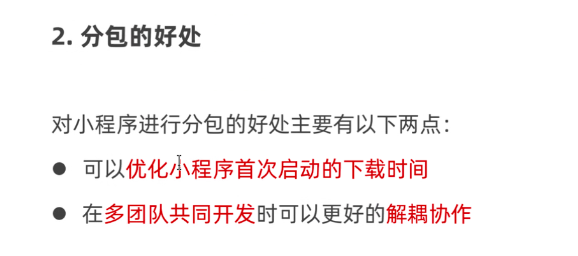 2. 分包的好处
对小程序进行分包的好处主要有以下两点：
● 可以优化小程序首次启动的下载时间
● 在多团队共同开发时可以更好的解耦协作